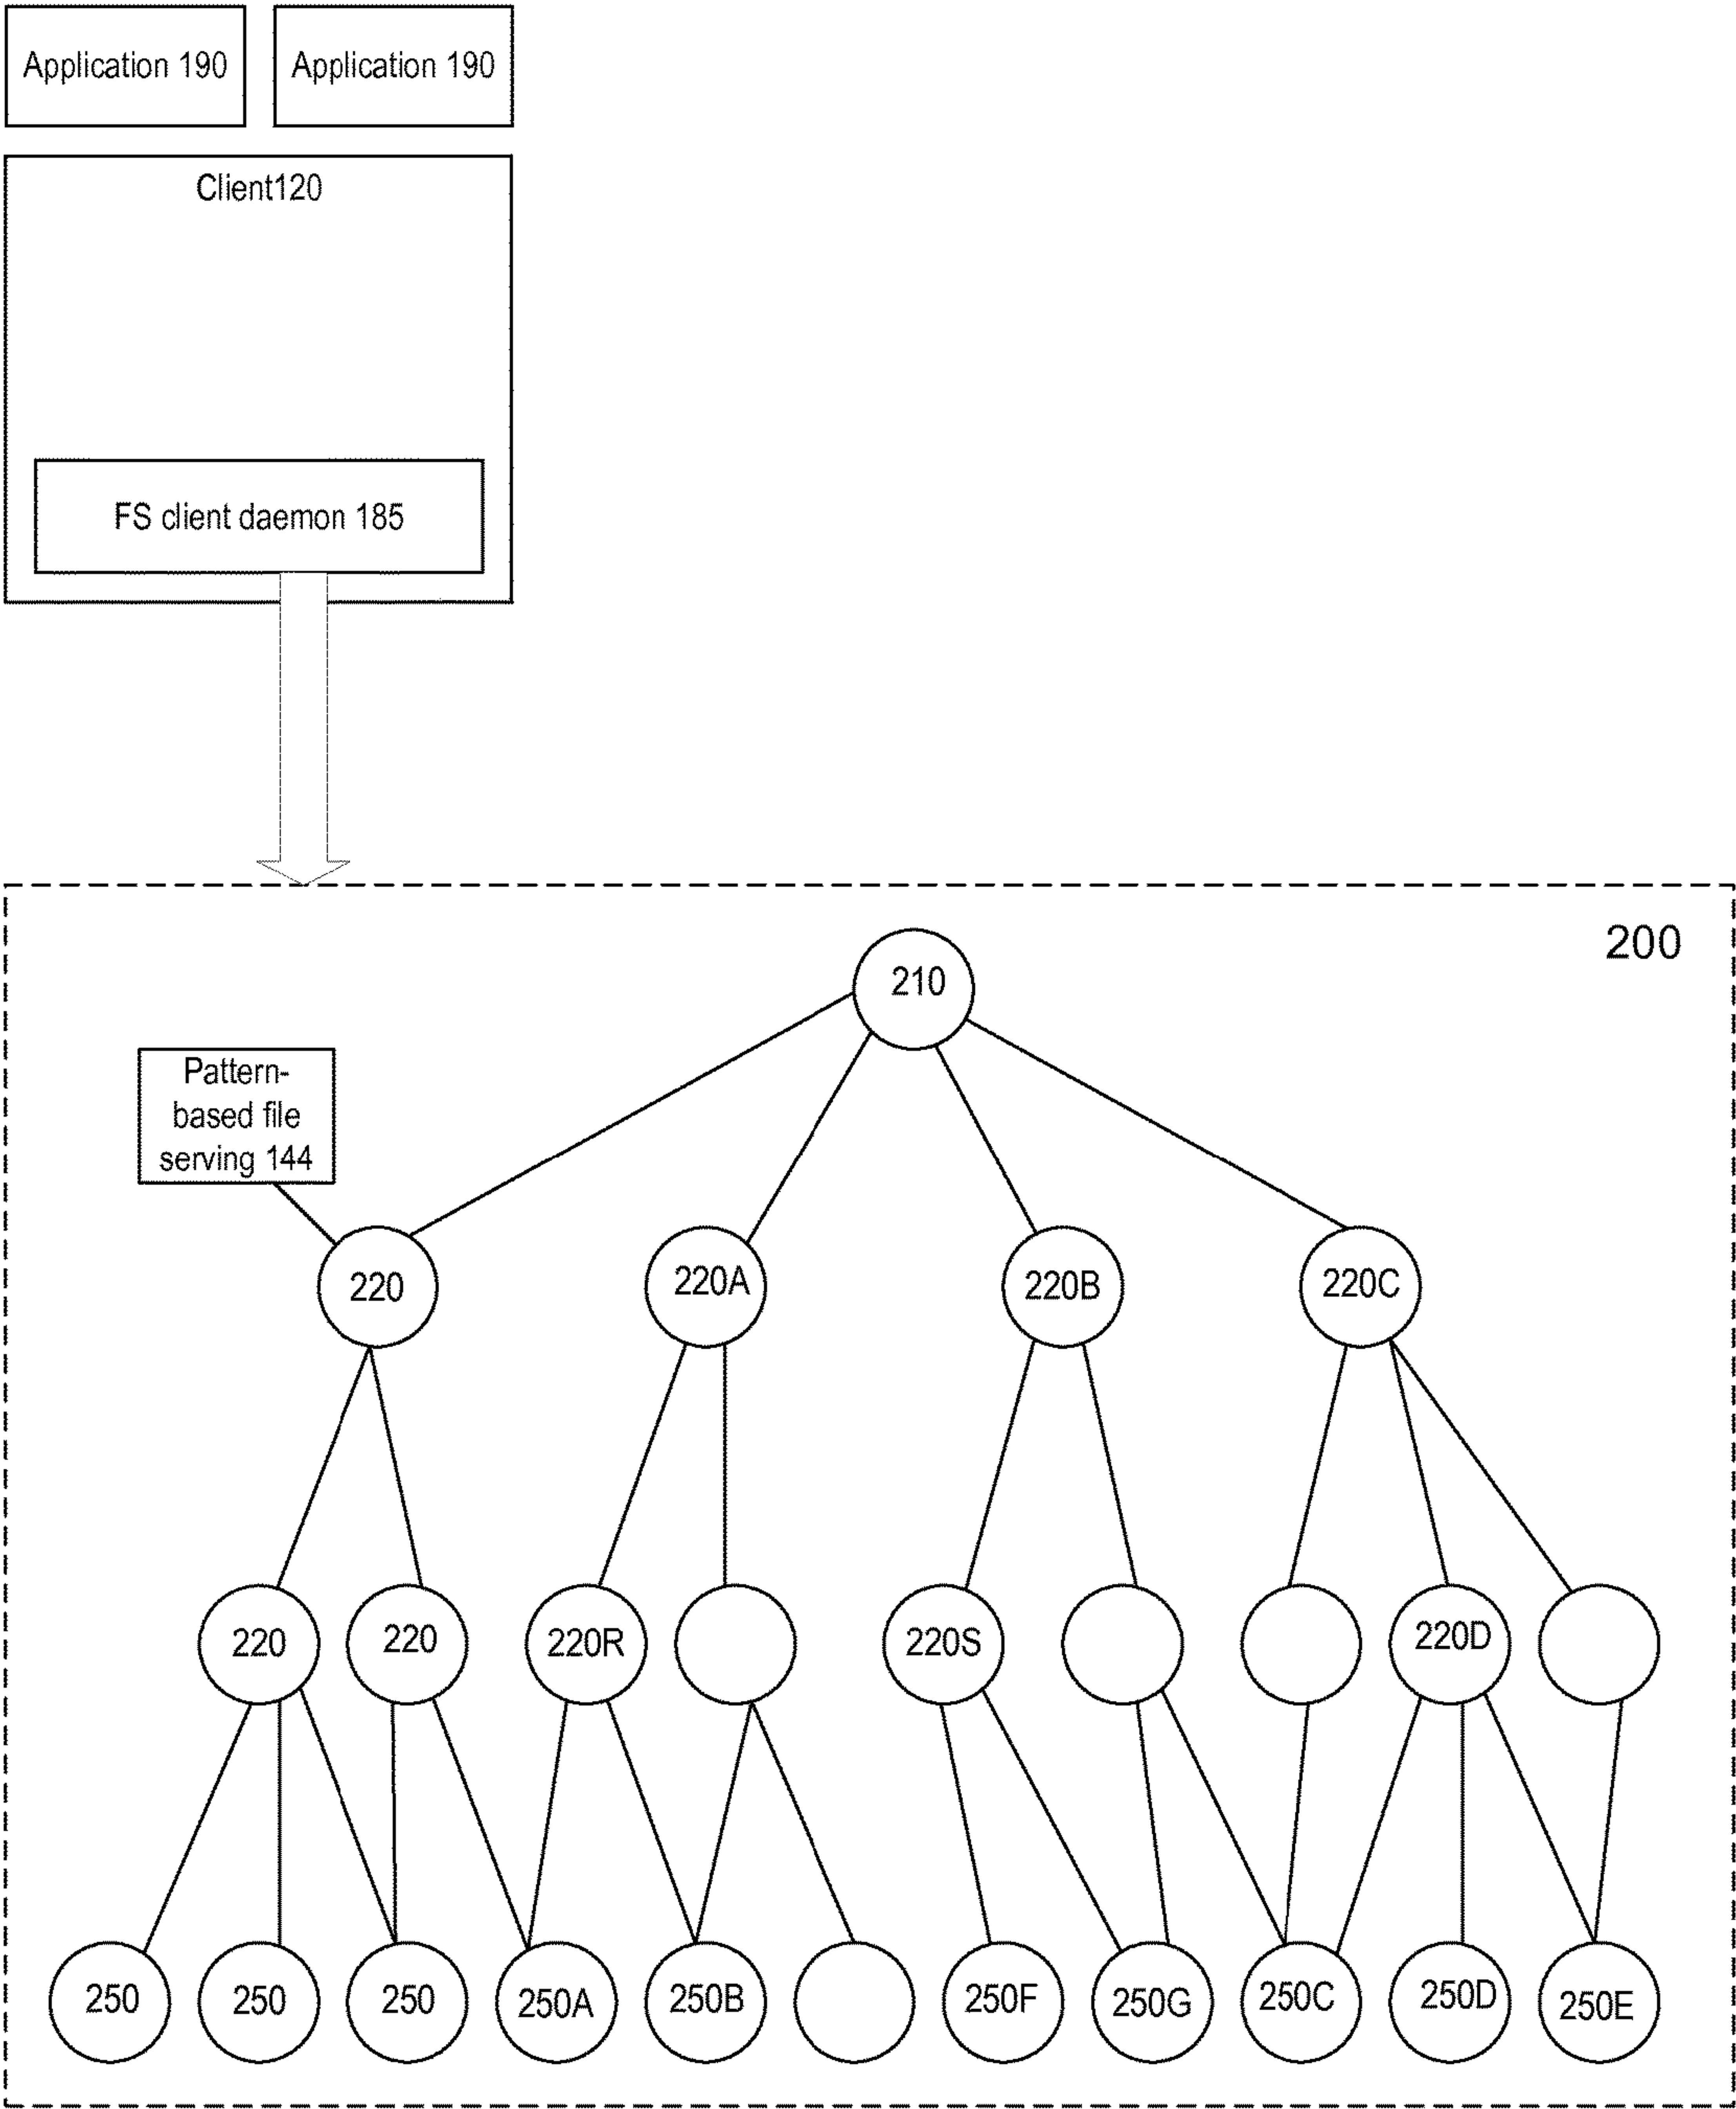 Application 190
Application 190
Client120
FS client daemon 185
200
210
Pattern-
based file
serving 144
220
220A
220B
220C
220
220
220R
220S
220D
250
250
250
250A
250B
250F
250G
250C
250D
250E